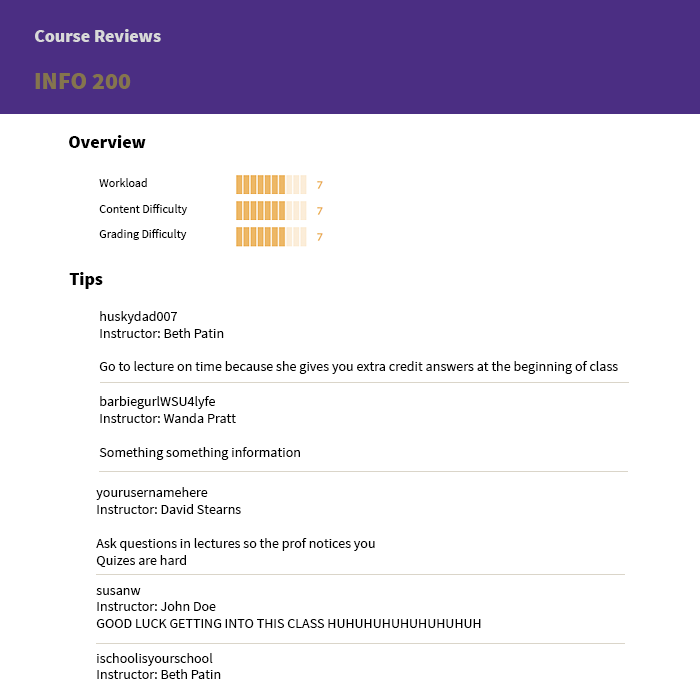 Course Reviews
INFO 200
Overview
Workload 7
Content Difficulty 7
Grading Difficulty 7
Tips
huskydad007
Instructor: Beth Patin
Go to lecture on time because she gives you extra credit answers at the beginning of class
barbiegurlWSU4lyfe
Instructor: Wanda Pratt
Something something information
yourusernamehere
Instructor: David Stearns
Ask questions in lectures so the prof notices you
Quizes are hard
susanw
Instructor: John Doe
GOOD LUCK GETTING INTO THIS CLASS HUHUHUHUHUHUHUHUH
ischoolisyourschool
Instructor: Beth Patin